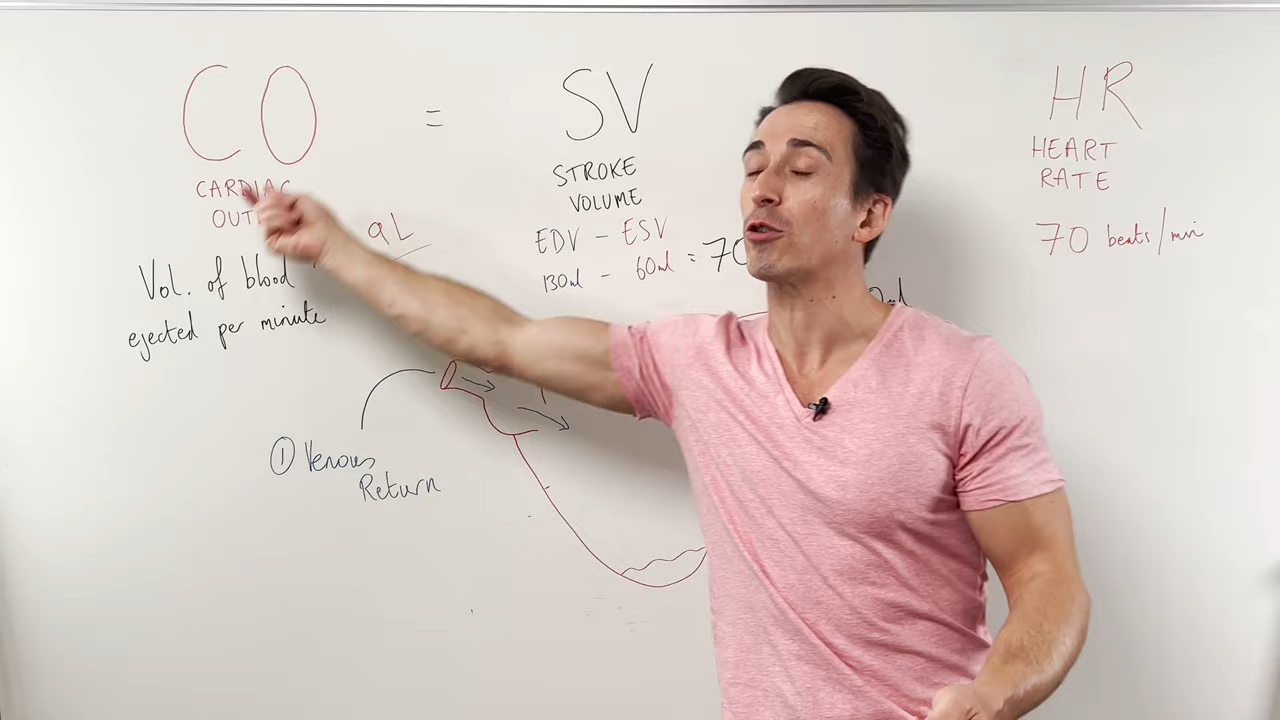 CO = SV HR
CARDIAC
STROKE
VOLUME
HEART
RATE
EDV - ESV
130ml - 60ml = 70
70 beats/min
Vol. of blood
ejected per minute
① Venous
Return